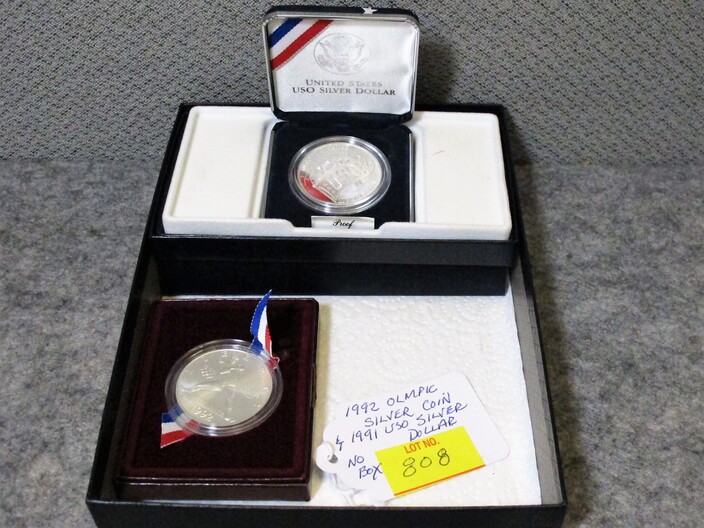 UNITED STATES
USO SILVER DOLLAR
Proof
1992
1992 OLMPIC
SILVER COIN
& 1991 USO SILVER
DOLLAR
NO
BOX
LOT NO.
808